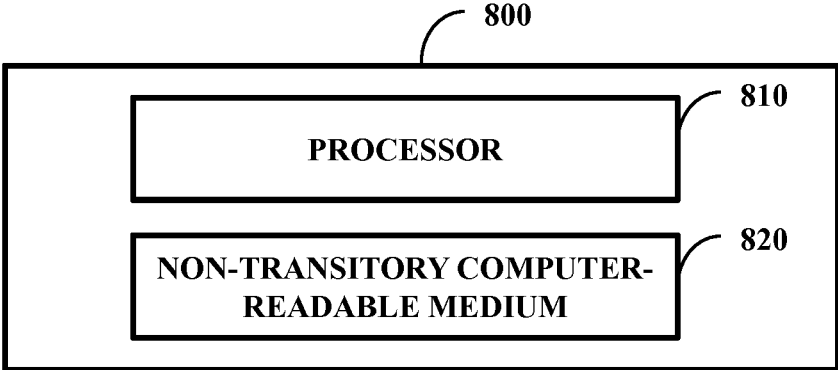 800
810
PROCESSOR
820
NON-TRANSITORY COMPUTER-
READABLE MEDIUM